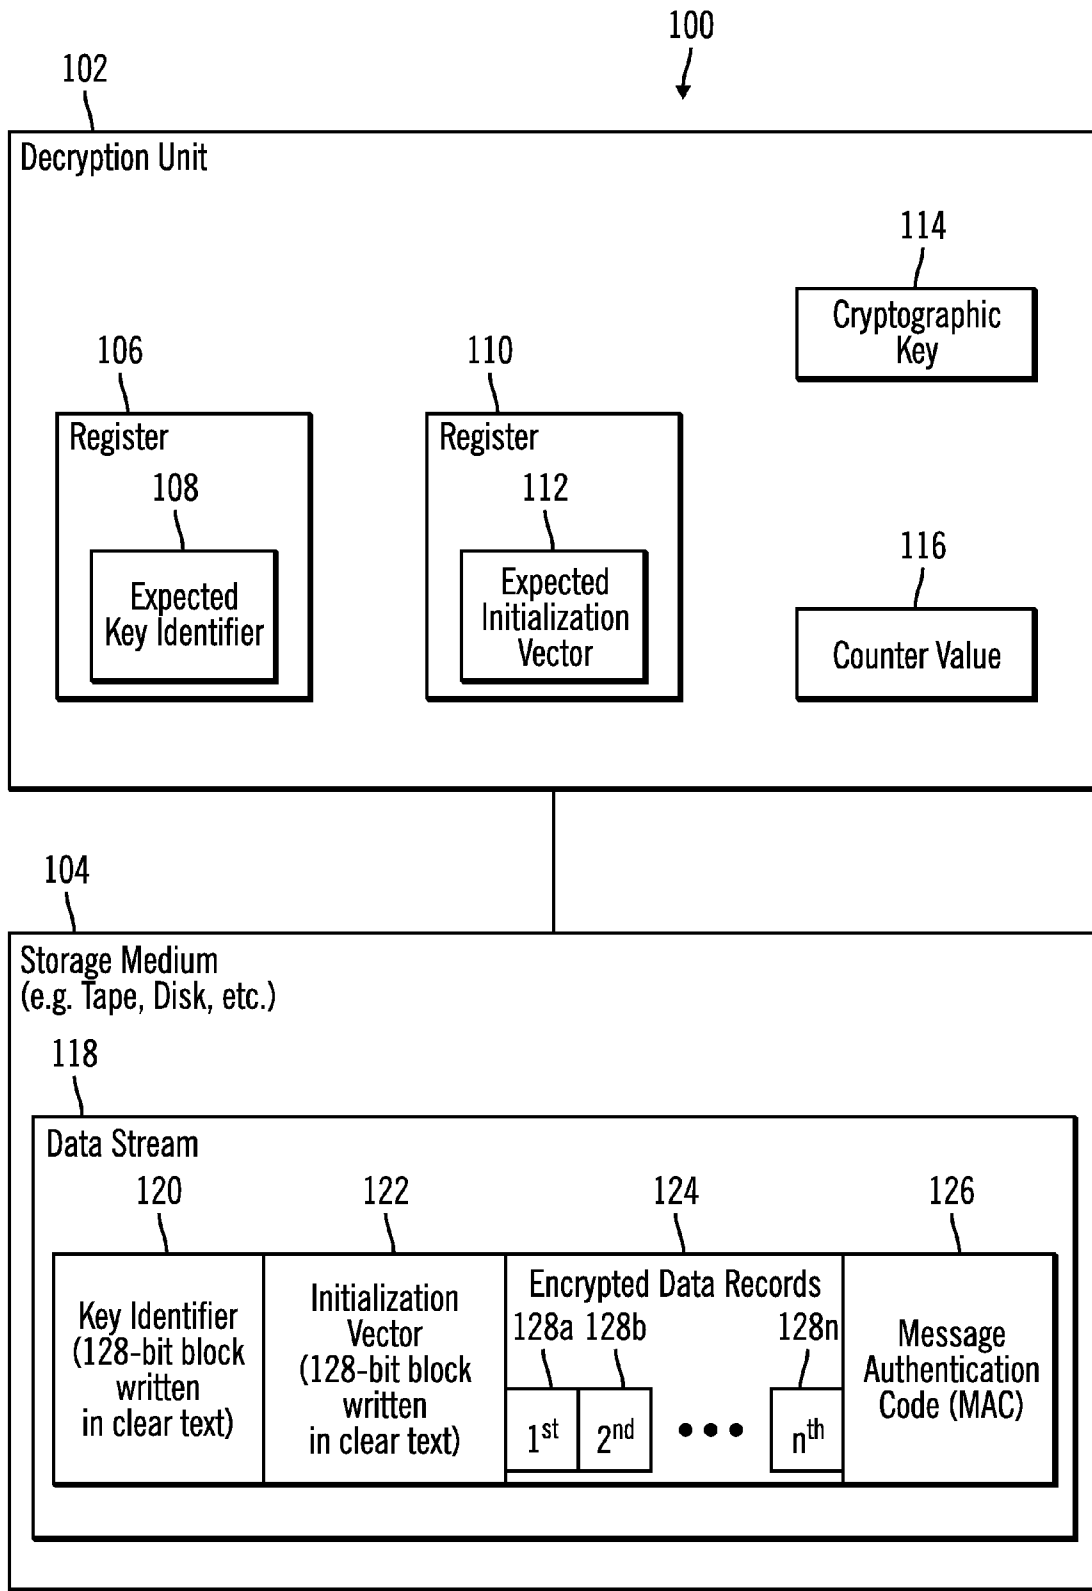 100
102
Decryption Unit
114
Cryptographic
Key
106
110
Register
Register
108
112
Expected
Key Identifier
Expected
Initialization
Vector
116
Counter Value
104
Storage Medium
(e.g. Tape, Disk, etc.)
118
Data Stream
120
122
124
126
Key Identifier
(128-bit block
written
in clear text)
Initialization
Vector
(128-bit block
written
in clear text)
Encrypted Data Records
128a
128b
128n
1st
2nd
•••
nth
Message
Authentication
Code (MAC)